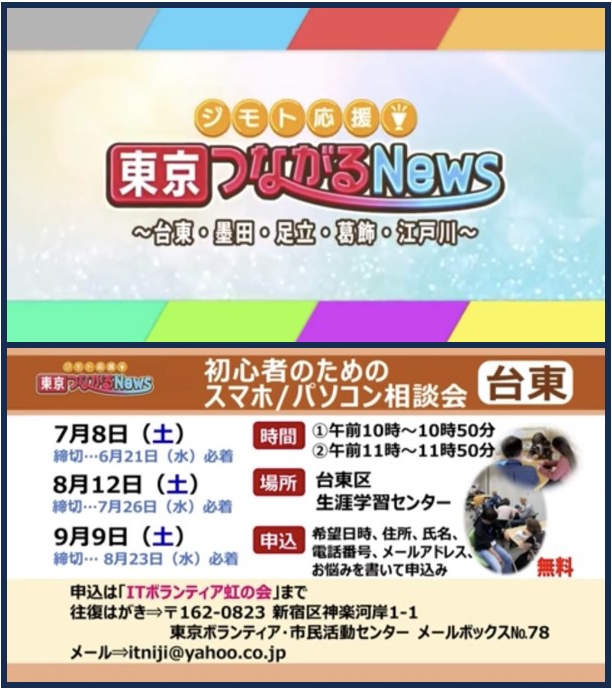 ジモト応援
東京つながるNews
～台東・墨田・足立・葛飾・江戸川～
ジモト応援
東京つながるNews
初心者のための
スマホ/パソコン相談会
台東
7月8日（土）
締切…6月21日（水）必着
8月12日（土）
締切…7月26日（水）必着
9月9日（土）
締切… 8月23日（水）必着
時間
①午前10時〜10時50分
②午前11時〜11時50分
場所
台東区
生涯学習センター
申込
希望日時、住所、氏名、
電話番号、メールアドレス、
お悩みを書いて申込み
無料
申込は「ITボランティア虹の会」まで
往復はがき⇒〒162-0823 新宿区神楽河岸1-1
東京ボランティア･市民活動センター メールボックス№78
メール⇒itniji@yahoo.co.jp